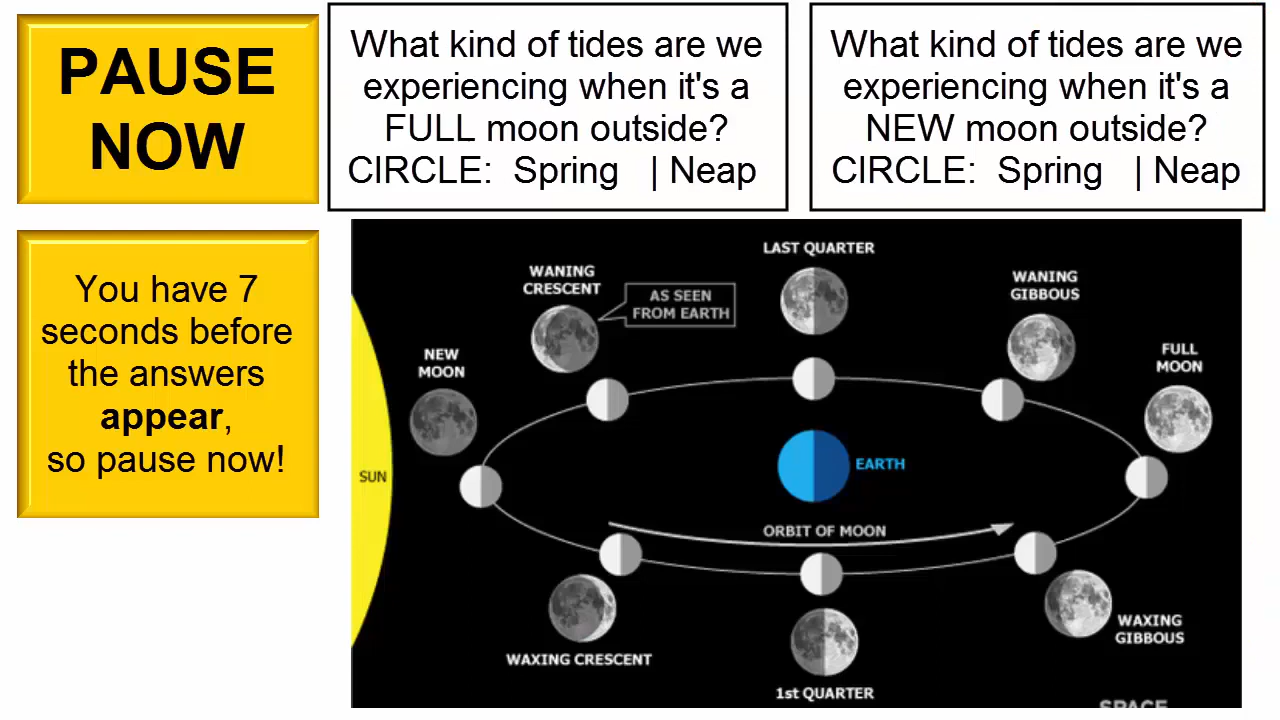 PAUSE
NOW
What kind of tides are we
experiencing when it's a
FULL moon outside?
CIRCLE: Spring | Neap
What kind of tides are we
experiencing when it's a
NEW moon outside?
CIRCLE: Spring | Neap
You have 7
seconds before
the answers
appear,
so pause now!
LAST QUARTER
WANING
CRESCENT
AS SEEN
FROM EARTH
WANING
GIBBOUS
NEW
MOON
FULL
MOON
SUN
EARTH
ORBIT OF MOON
WAXING CRESCENT
1st QUARTER
WAXING
GIBBOUS
SPACE